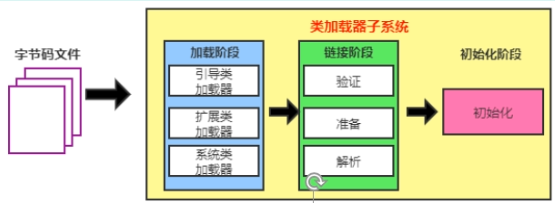 类加载器子系统
字节码文件
加载阶段
引导类
加载器
扩展类
加载器
系统类
加载器
链接阶段
验证
准备
解析
初始化阶段
初始化